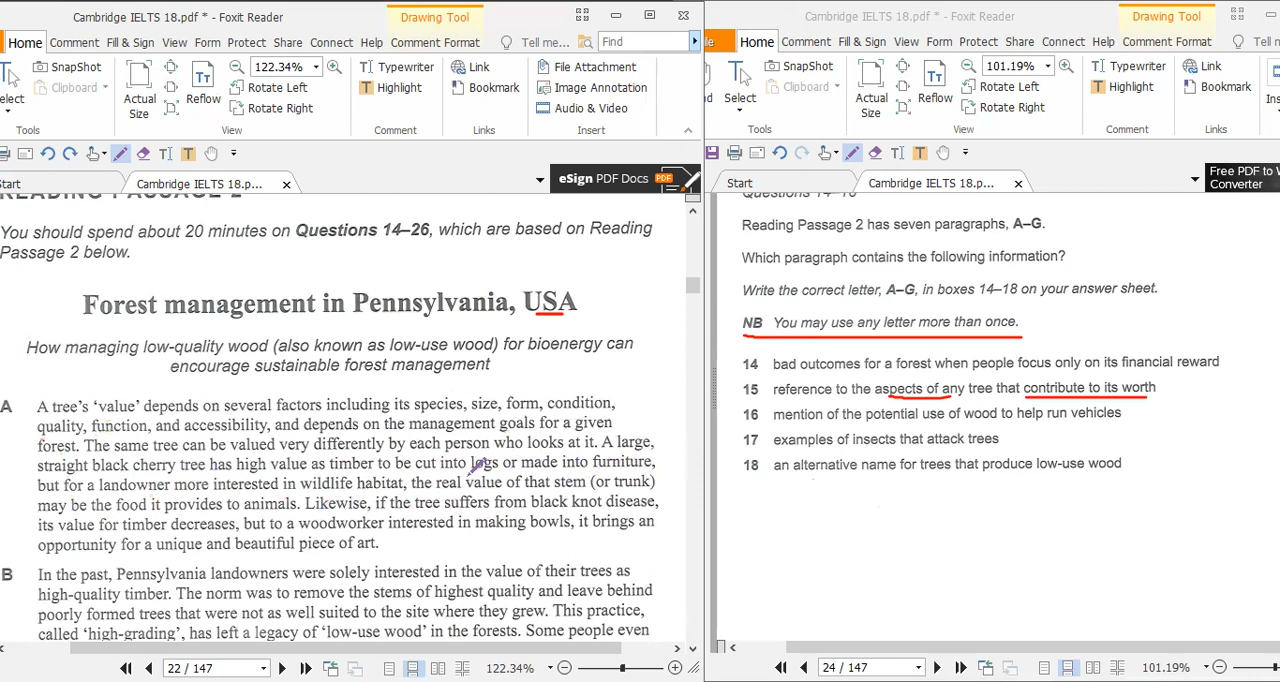 Cambridge IELTS 18.pdf * - Foxit Reader
Drawing Tool
Home Comment Fill & Sign View Form Protect Share Connect Help Comment Format Tell me... Find
elect
SnapShot
Clipboard
Tools
Actual Size
Reflow
122.34%
Rotate Left
Rotate Right
View
Typewriter
Highlight
Comment
Link
Bookmark
Links
File Attachment
Image Annotation
Audio & Video
Insert
tart
Cambridge IELTS 18.p...
eSign PDF Docs
PDF
READING PASSAGE 2
You should spend about 20 minutes on Questions 14–26, which are based on Reading
Passage 2 below.
Forest management in Pennsylvania, USA
How managing low-quality wood (also known as low-use wood) for bioenergy can
encourage sustainable forest management
A A tree's ‘value’ depends on several factors including its species, size, form, condition,
quality, function, and accessibility, and depends on the management goals for a given
forest. The same tree can be valued very differently by each person who looks at it. A large,
straight black cherry tree has high value as timber to be cut into logs or made into furniture,
but for a landowner more interested in wildlife habitat, the real value of that stem (or trunk)
may be the food it provides to animals. Likewise, if the tree suffers from black knot disease,
its value for timber decreases, but to a woodworker interested in making bowls, it brings an
opportunity for a unique and beautiful piece of art.
B In the past, Pennsylvania landowners were solely interested in the value of their trees as
high-quality timber. The norm was to remove the stems of highest quality and leave behind
poorly formed trees that were not as well suited to the site where they grew. This practice,
called ‘high-grading’, has left a legacy of ‘low-use wood’ in the forests. Some people even
22 / 147
122.34%
Cambridge IELTS 18.pdf * - Foxit Reader
Drawing Tool
le Home Comment Fill & Sign View Form Protect Share Connect Help Comment Format Tell
nd
Select
SnapShot
Clipboard
Tools
Actual Size
Reflow
101.19%
Rotate Left
Rotate Right
View
Typewriter
Highlight
Comment
Link
Bookmark
Links
Ins
Start
Cambridge IELTS 18.p...
Free PDF to W
Converter
Questions 14–18
Reading Passage 2 has seven paragraphs, A–G.
Which paragraph contains the following information?
Write the correct letter, A–G, in boxes 14–18 on your answer sheet.
NB You may use any letter more than once.
14 bad outcomes for a forest when people focus only on its financial reward
15 reference to the aspects of any tree that contribute to its worth
16 mention of the potential use of wood to help run vehicles
17 examples of insects that attack trees
18 an alternative name for trees that produce low-use wood
24 / 147
101.19%